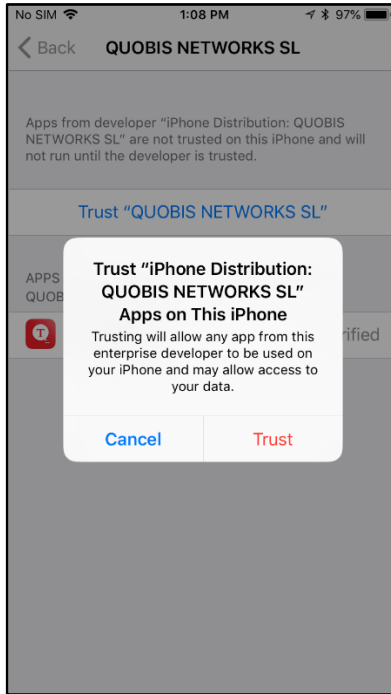 No SIM 1:08 PM 97%
Back QUOBIS NETWORKS SL
Apps from developer “iPhone Distribution: QUOBIS
NETWORKS SL” are not trusted on this iPhone and will
not run until the developer is trusted.
Trust “QUOBIS NETWORKS SL”
Trust “iPhone Distribution:
QUOBIS NETWORKS SL”
Apps on This iPhone
Trusting will allow any app from this
enterprise developer to be used on
your iPhone and may allow access to
your data.
Cancel Trust
APPS
QUOB
T
rified